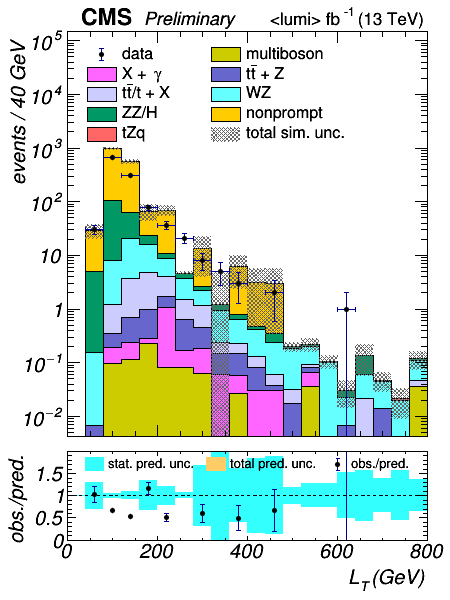 CMS Preliminary <lumi> fb⁻¹ (13 TeV)
events / 40 GeV
10⁵
10⁴
10³
10²
10
1
10⁻¹
10⁻²
data
multiboson
X + γ
tt̄ + Z
tt̄/t + X
WZ
ZZ/H
nonprompt
tZq
total sim. unc.
obs./pred.
1.5
1
0.5
0
stat. pred. unc. total pred. unc. obs./pred.
0 200 400 600 800
L_T(GeV)